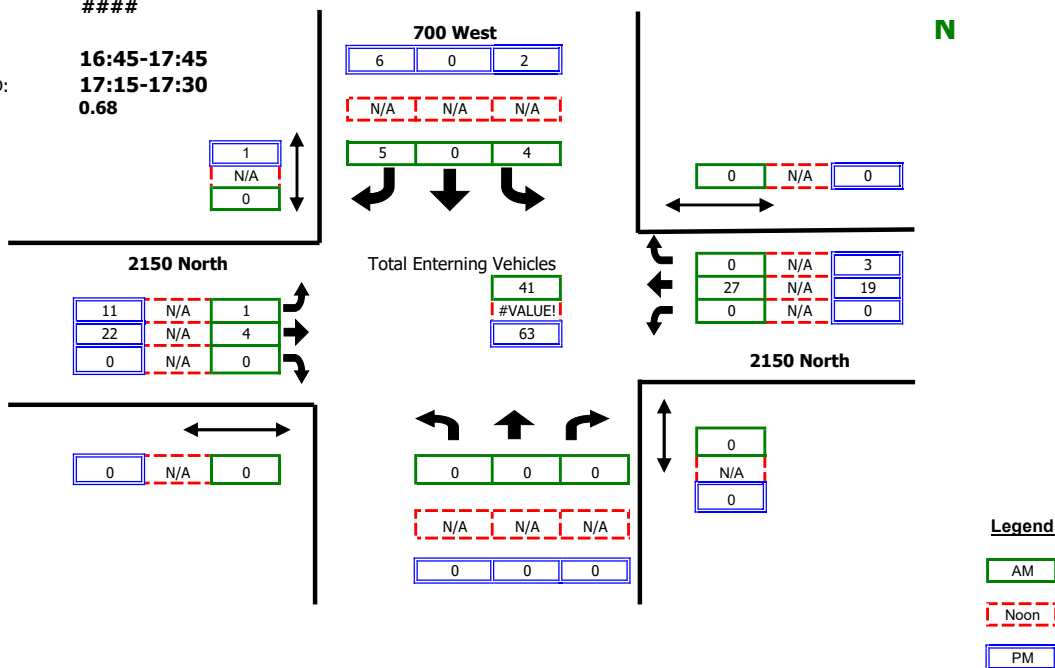 ####
700 West
N
16:45-17:45
17:15-17:30
0.68
6 0 2
N/A N/A N/A
5 0 4
1
N/A
0
0 N/A 0
2150 North
Total Enterning Vehicles
41
#VALUE!
63
0 N/A 3
27 N/A 19
0 N/A 0
11 N/A 1
22 N/A 4
0 N/A 0
2150 North
0 N/A 0
0 0 0
N/A N/A N/A
0 0 0
0
N/A
0
Legend
AM
Noon
PM